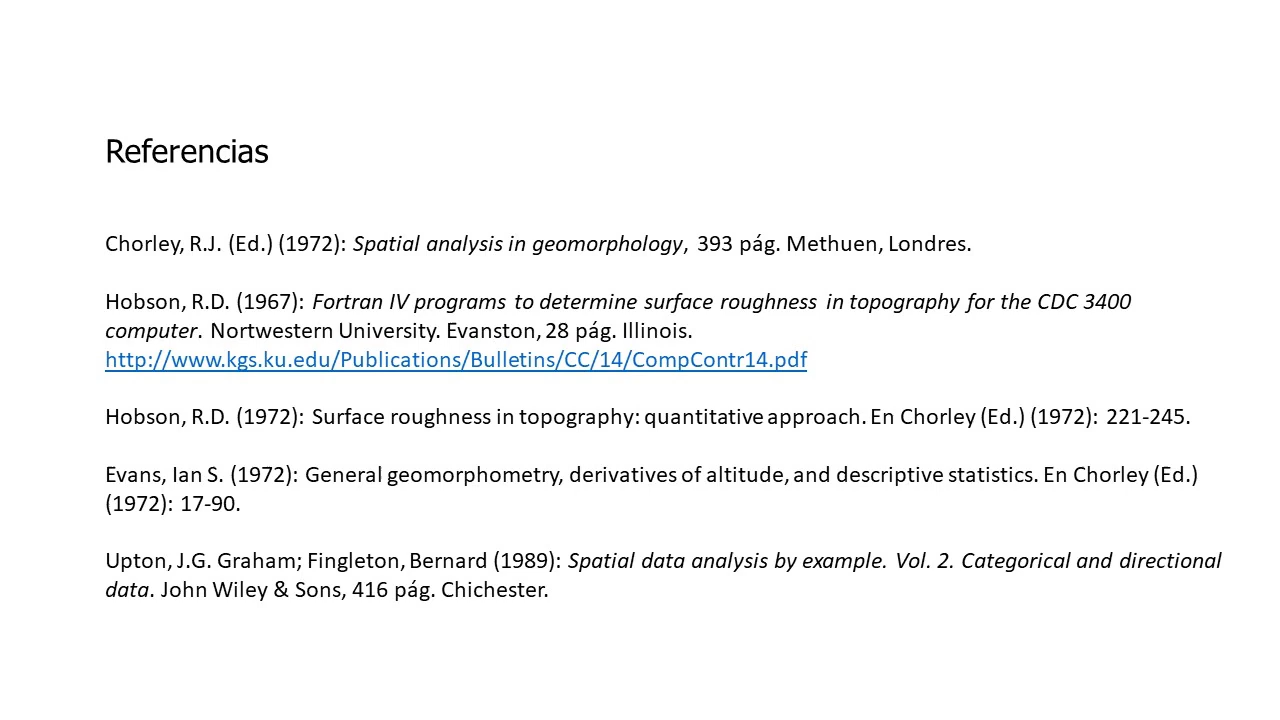 Referencias
Chorley, R.J. (Ed.) (1972): Spatial analysis in geomorphology, 393 pág. Methuen, Londres.
Hobson, R.D. (1967): Fortran IV programs to determine surface roughness in topography for the CDC 3400
computer. Nortwestern University. Evanston, 28 pág. Illinois.
http://www.kgs.ku.edu/Publications/Bulletins/CC/14/CompContr14.pdf
Hobson, R.D. (1972): Surface roughness in topography: quantitative approach. En Chorley (Ed.) (1972): 221-245.
Evans, Ian S. (1972): General geomorphometry, derivatives of altitude, and descriptive statistics. En Chorley (Ed.)
(1972): 17-90.
Upton, J.G. Graham; Fingleton, Bernard (1989): Spatial data analysis by example. Vol. 2. Categorical and directional
data. John Wiley & Sons, 416 pág. Chichester.